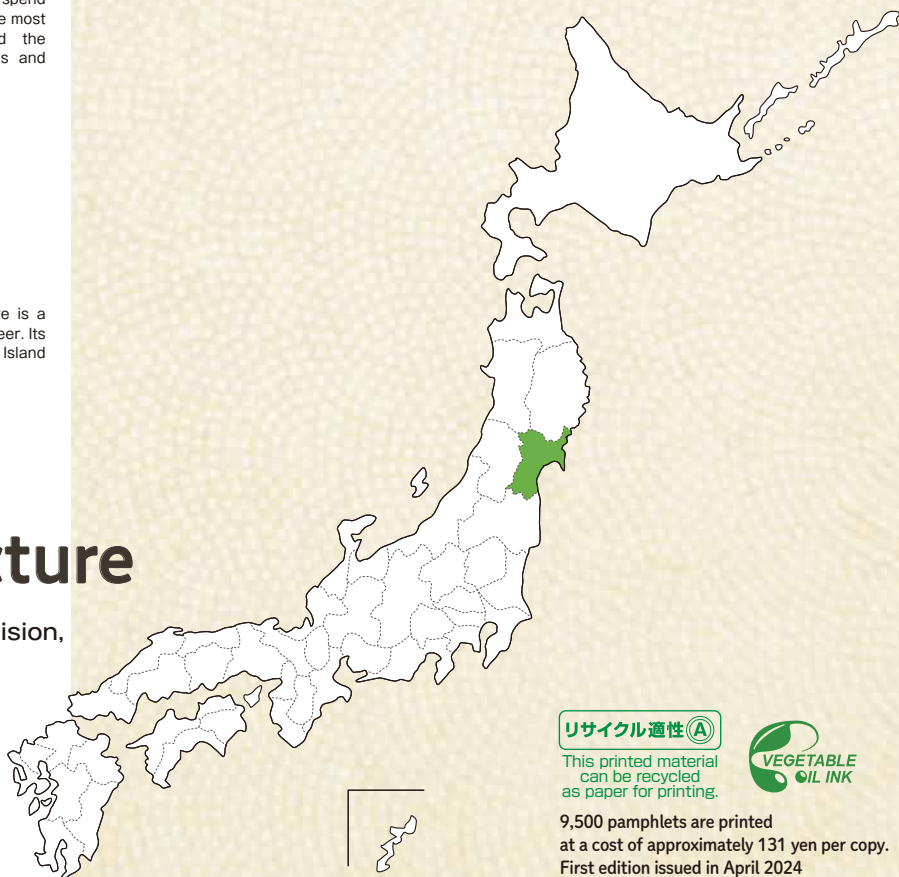 spend
e most
d the
s and
e is a
eer. Its
Island
cture
ision,
リサイクル適性Ⓐ
This printed material
can be recycled
as paper for printing.
VEGETABLE
OIL INK
9,500 pamphlets are printed
at a cost of approximately 131 yen per copy.
First edition issued in April 2024